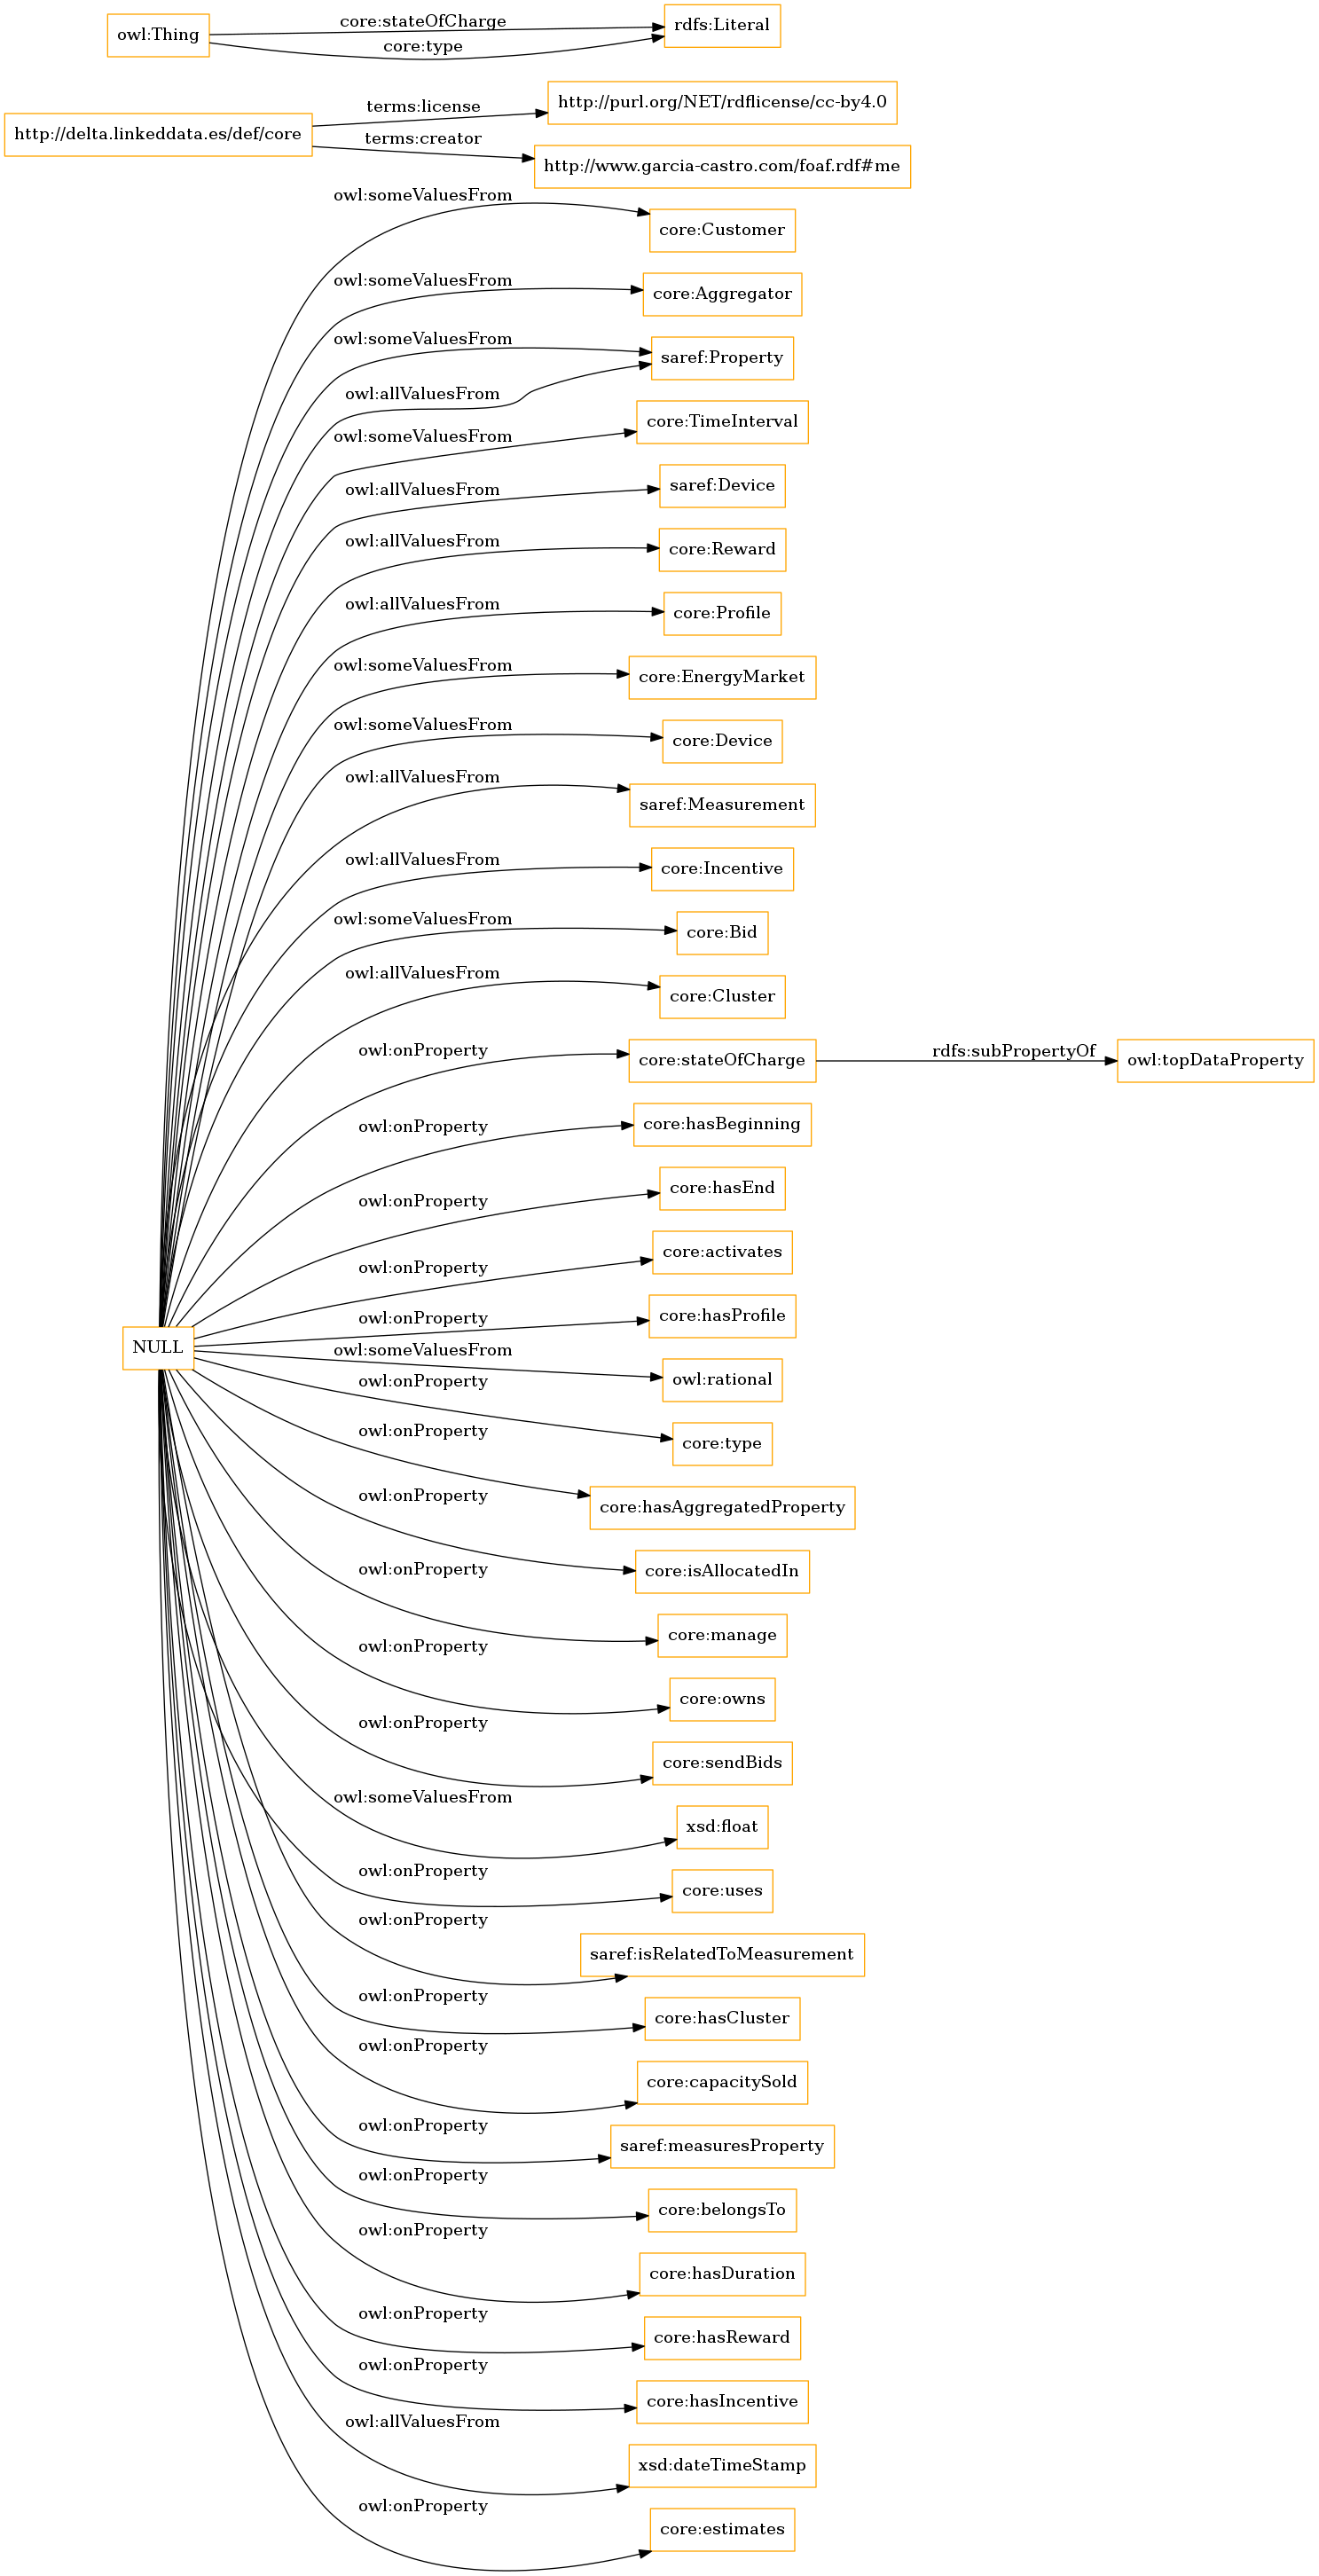 core:stateOfCharge
rdfs:Literal
owl:Thing
core:type
http://purl.org/NET/rdflicense/cc-by4.0
terms:license
http://delta.linkeddata.es/def/core
terms:creator
http://www.garcia-castro.com/foaf.rdf#me
owl:someValuesFrom
core:Customer
owl:someValuesFrom
core:Aggregator
owl:someValuesFrom
saref:Property
owl:allValuesFrom
core:TimeInterval
owl:someValuesFrom
saref:Device
owl:allValuesFrom
owl:allValuesFrom
core:Reward
owl:allValuesFrom
core:Profile
owl:someValuesFrom
core:EnergyMarket
owl:someValuesFrom
core:Device
owl:allValuesFrom
saref:Measurement
owl:allValuesFrom
core:Incentive
owl:someValuesFrom
core:Bid
owl:allValuesFrom
core:Cluster
owl:onProperty
core:stateOfCharge
rdfs:subPropertyOf
owl:topDataProperty
owl:onProperty
core:hasBeginning
owl:onProperty
core:hasEnd
owl:onProperty
core:activates
owl:onProperty
core:hasProfile
NULL
owl:someValuesFrom
owl:rational
owl:onProperty
core:type
owl:onProperty
core:hasAggregatedProperty
owl:onProperty
core:isAllocatedIn
owl:onProperty
core:manage
owl:onProperty
core:owns
owl:onProperty
core:sendBids
owl:someValuesFrom
xsd:float
owl:onProperty
core:uses
owl:onProperty
saref:isRelatedToMeasurement
owl:onProperty
core:hasCluster
owl:onProperty
core:capacitySold
owl:onProperty
saref:measuresProperty
owl:onProperty
core:belongsTo
owl:onProperty
core:hasDuration
owl:onProperty
core:hasReward
owl:onProperty
core:hasIncentive
owl:allValuesFrom
xsd:dateTimeStamp
owl:onProperty
core:estimates